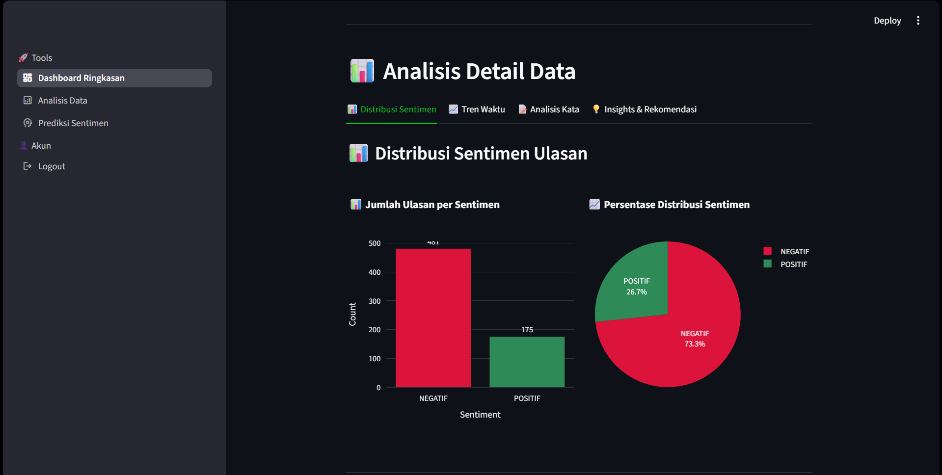 Deploy
Tools
Dashboard Ringkasan
Analisis Data
Prediksi Sentimen
Akun
Logout
Analisis Detail Data
Distribusi Sentimen Tren Waktu Analisis Kata Insights & Rekomendasi
Distribusi Sentimen Ulasan
Jumlah Ulasan per Sentimen
500
400
300
200
100
0
Count
481
175
NEGATIF POSITIF
Sentiment
Persentase Distribusi Sentimen
POSITIF
26.7%
NEGATIF
73.3%
NEGATIF
POSITIF